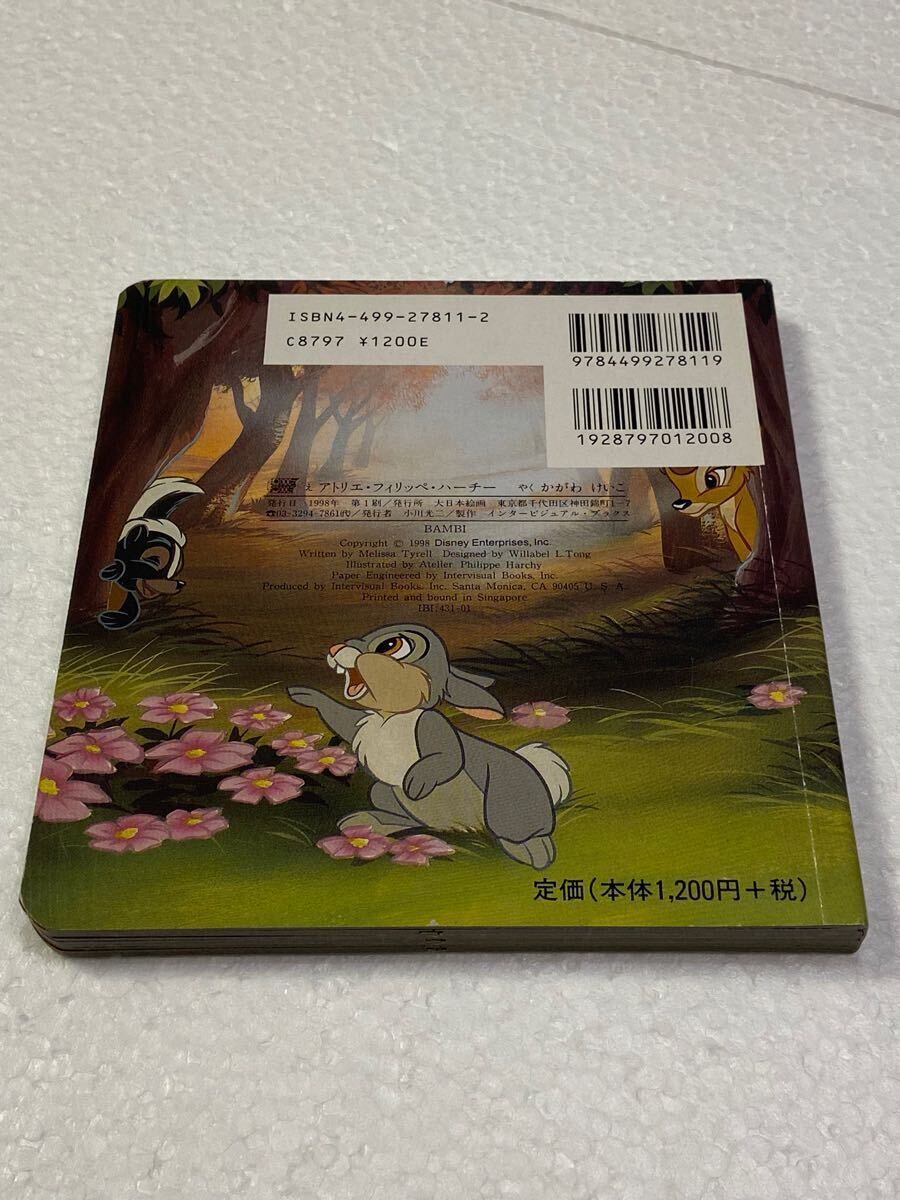 ISBN4-499-27811-2
C8797 ¥1200E
9784499278119
1928797012008
え アトリエ・フィリッペ・ハーチー やく かがわ けいこ
発行日 1998年 第1刷/発行所 大日本絵画 東京都千代田区神田錦町1-7
☎03-3294-7861㈹/発行者 小川光二/製作 インタービジュアル・ブックス
BAMBI
Copyright © 1998 Disney Enterprises, Inc.
Written by Melissa Tyrell Designed by Willabel L. Tong
Illustrated by Atelier Philippe Harchy
Paper Engineered by Intervisual Books, Inc.
Produced by Intervisual Books. Inc. Santa Monica, CA 90405 U. S. A.
Printed and bound in Singapore
IBI. 431-01
定価(本体1,200円+税)